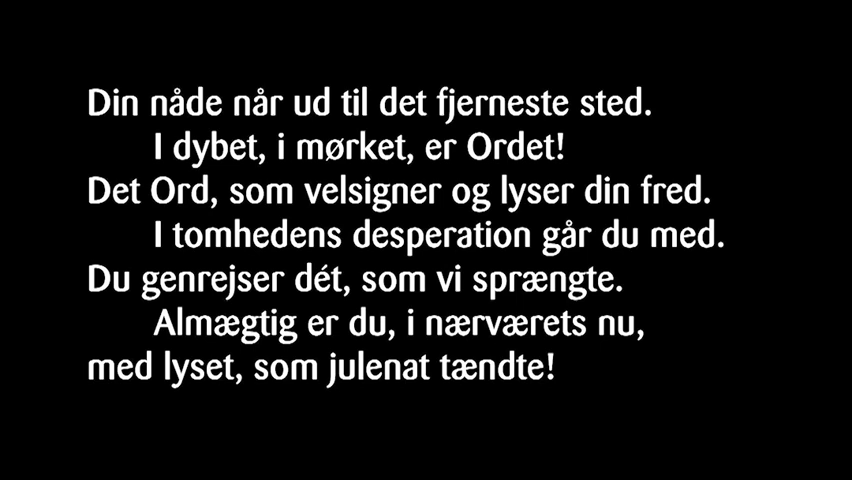 Din nåde når ud til det fjerneste sted.
I dybet, i mørket, er Ordet!
Det Ord, som velsigner og lyser din fred.
I tomhedens desperation går du med.
Du genrejser dét, som vi sprængte.
Almægtig er du, i nærværets nu,
med lyset, som julenat tændte!